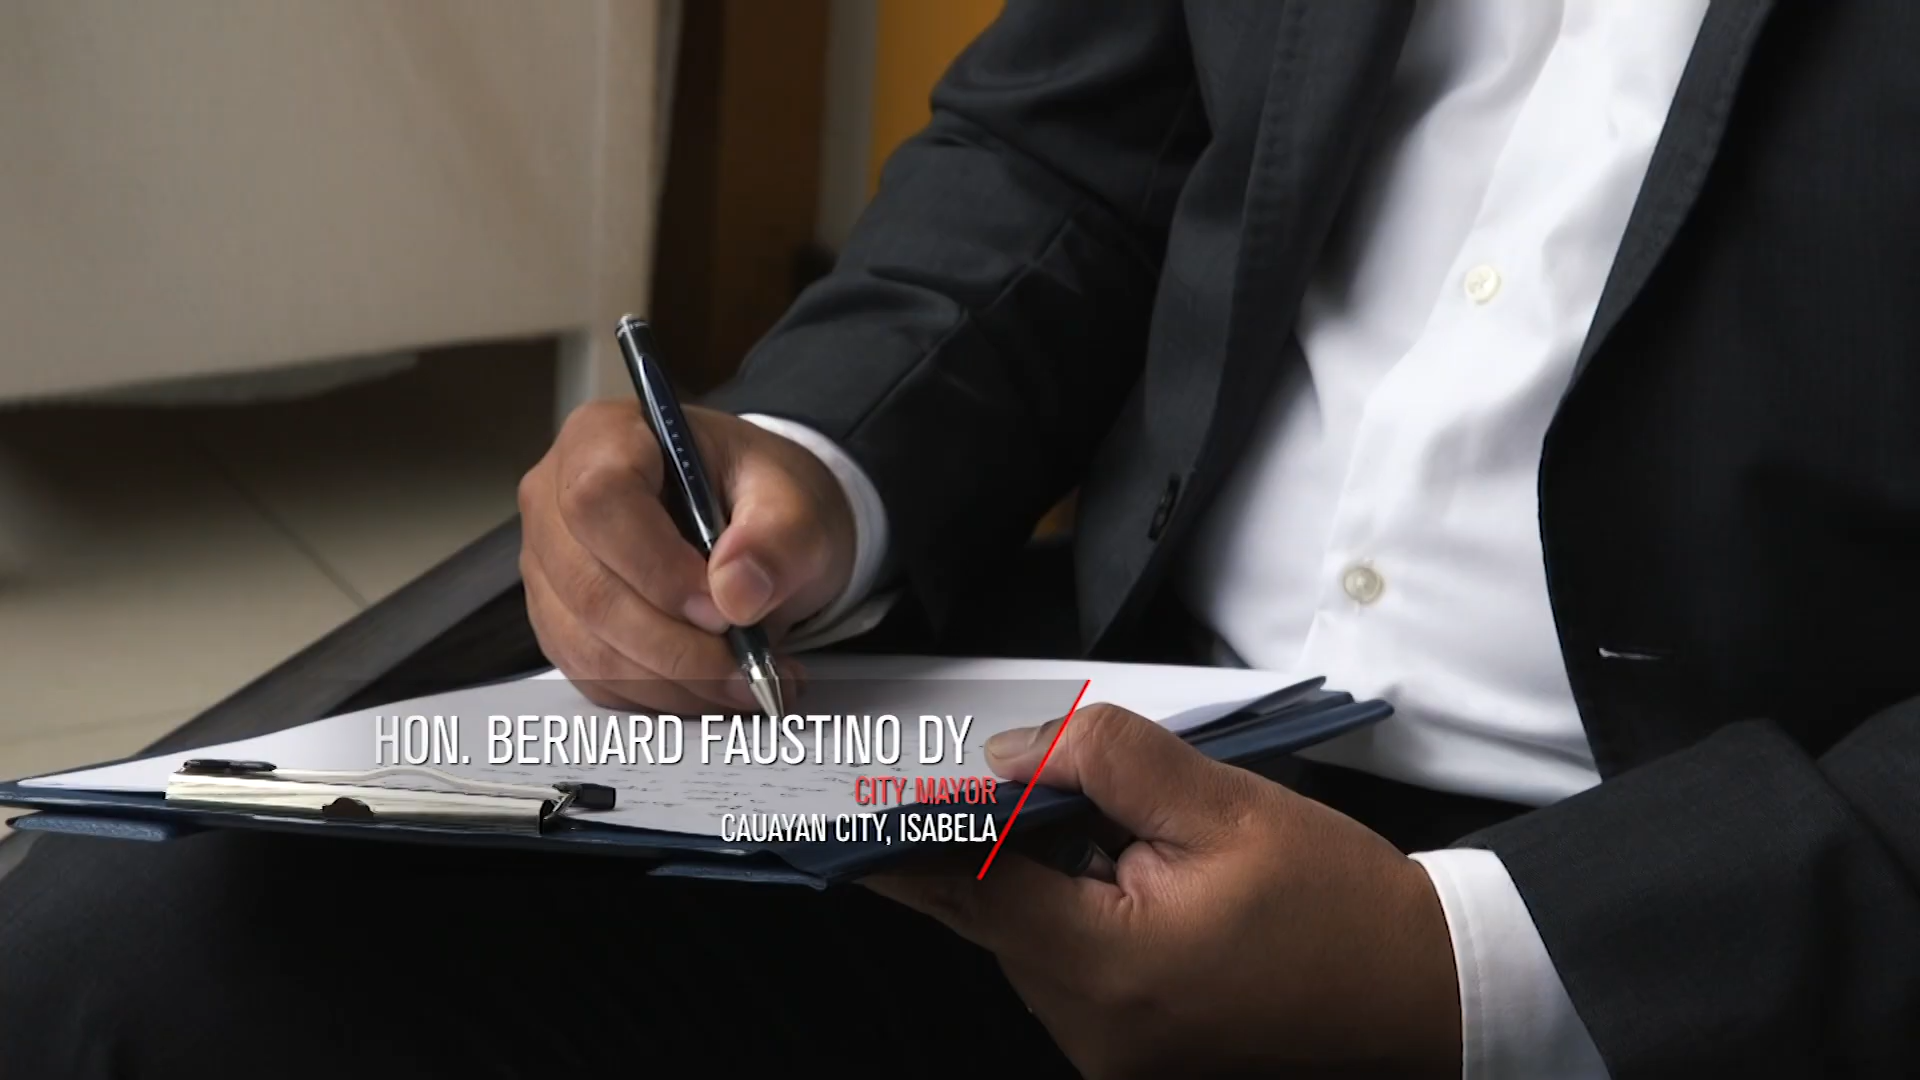 HON. BERNARD FAUSTINO DY
CITY MAYOR
CAUAYAN CITY, ISABELA